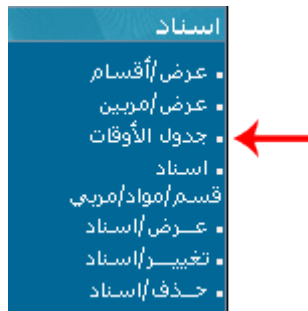 اسناد
عرض/أقسام
عرض/مربين
جدول الأوقات
اسناد
قسم/مواد/مربي
عـــرض/اسناد
تغييـــر/اسناد
حـــذف/اسناد